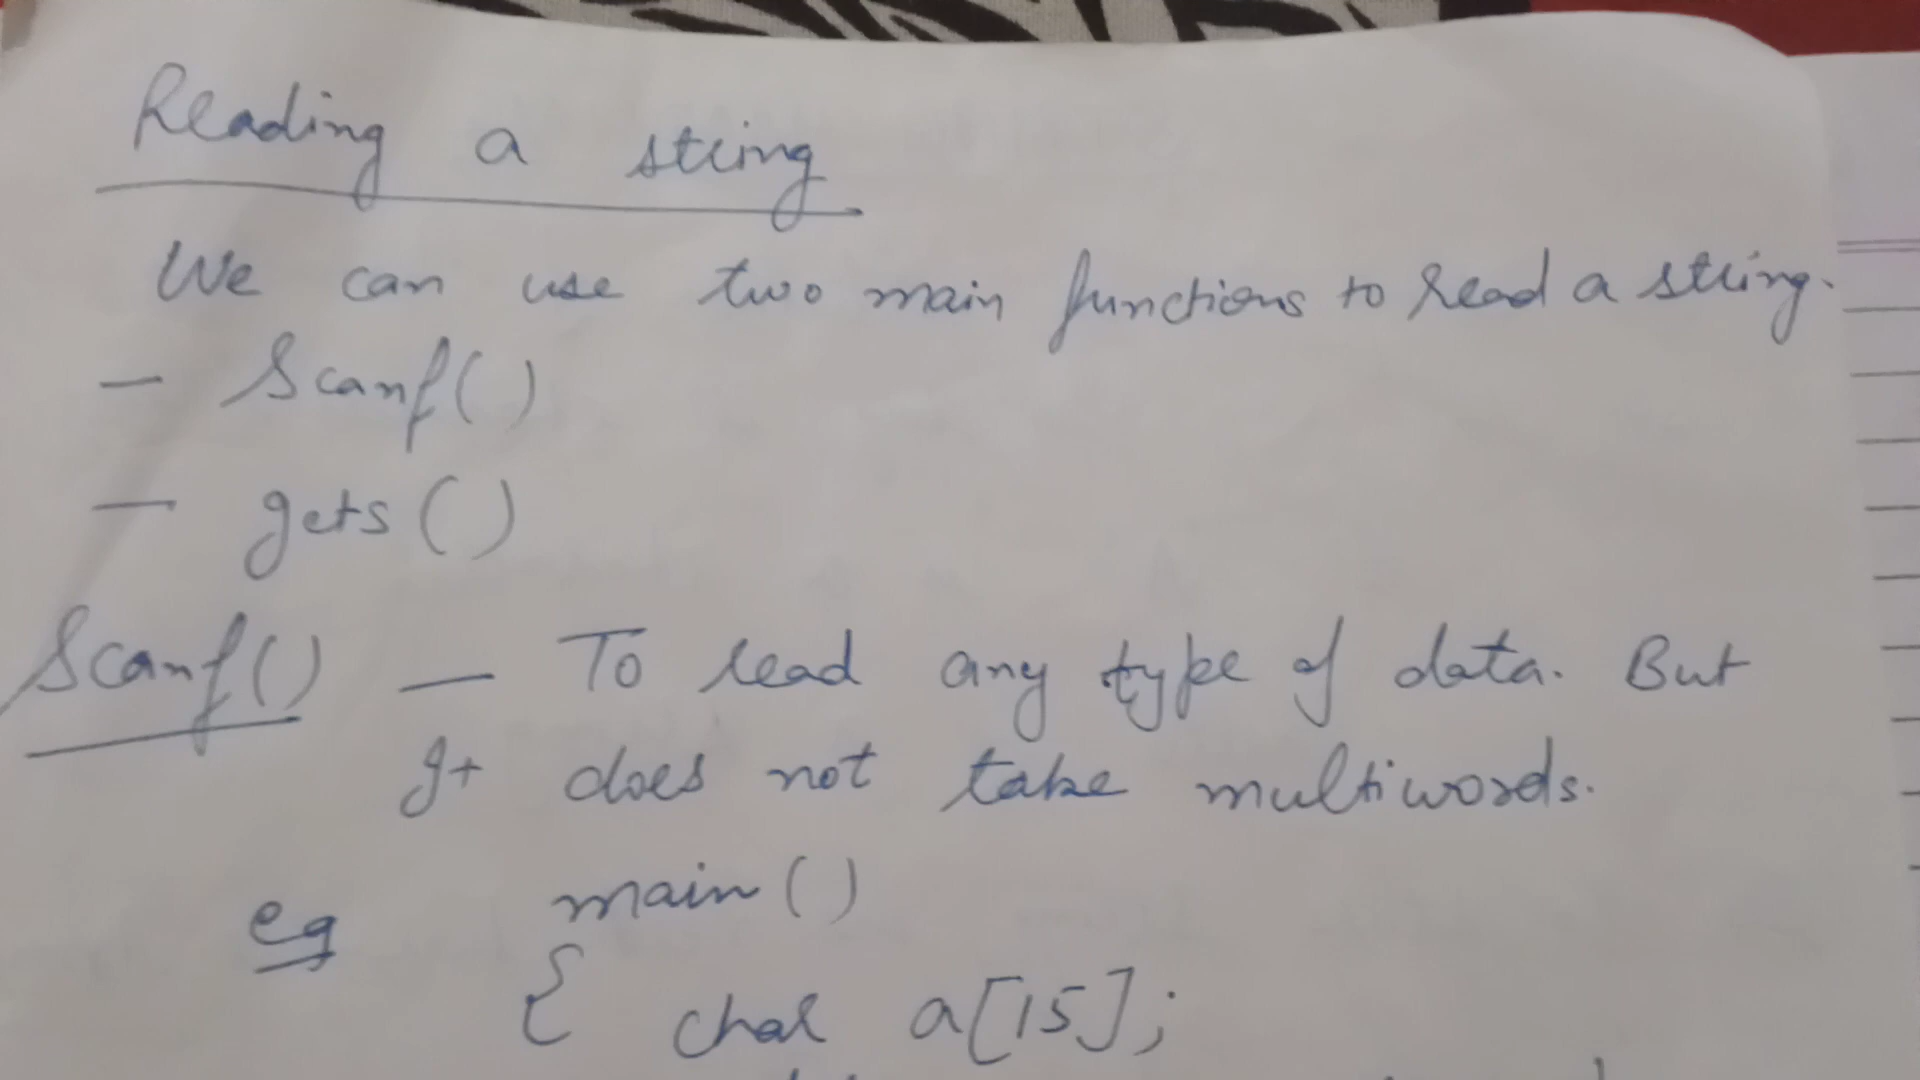 Reading a string
We can use two main functions to read a string.
- Scanf()
- gets()
Scanf() - To read any type of data. But
It does not take multiwords.
eg main()
{ char a[15];